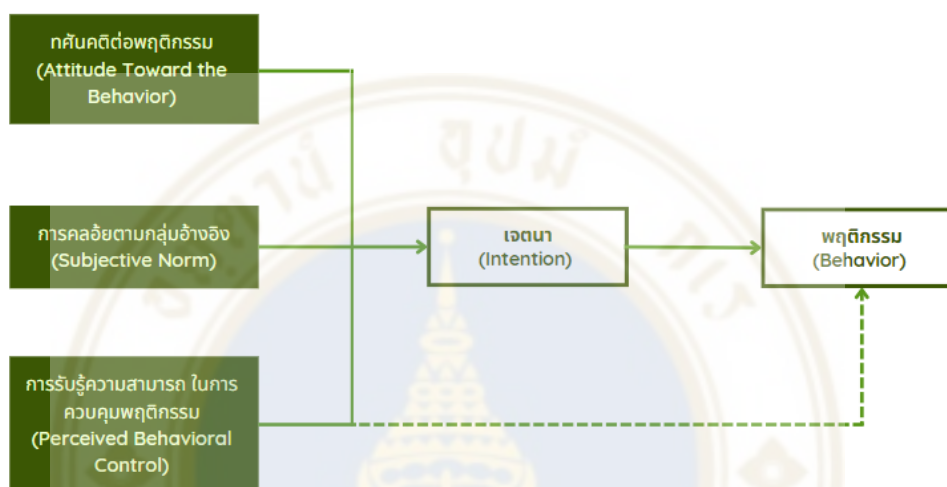 ทศันคติต่อพฤติกรรม
(Attitude Toward the
Behavior)
การคลอ้ยตามกลุ่มอ้างอิง
(Subjective Norm)
เจตนา
(Intention)
พฤติกรรม
(Behavior)
การรับรู้ความสามารถ ในการ
ควบคุมพฤติกรรม
(Perceived Behavioral
Control)